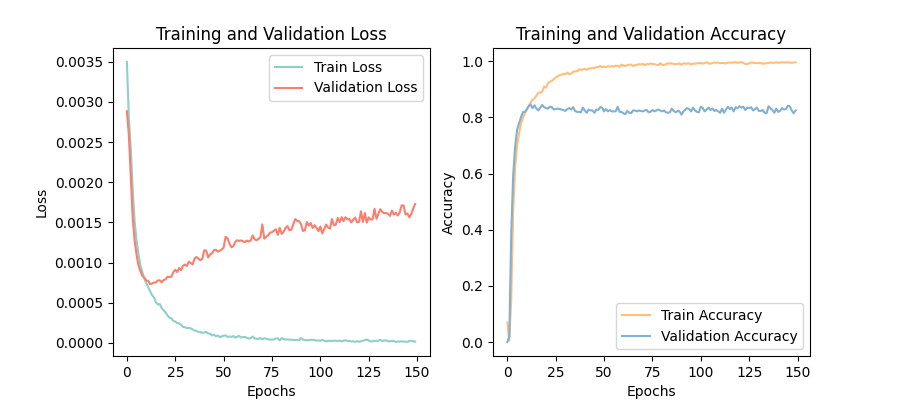 Training and Validation Loss
Loss
0.0035
0.0030
0.0025
0.0020
0.0015
0.0010
0.0005
0.0000
Train Loss
Validation Loss
0 25 50 75 100 125 150
Epochs
Training and Validation Accuracy
Accuracy
1.0
0.8
0.6
0.4
0.2
0.0
Train Accuracy
Validation Accuracy
0 25 50 75 100 125 150
Epochs